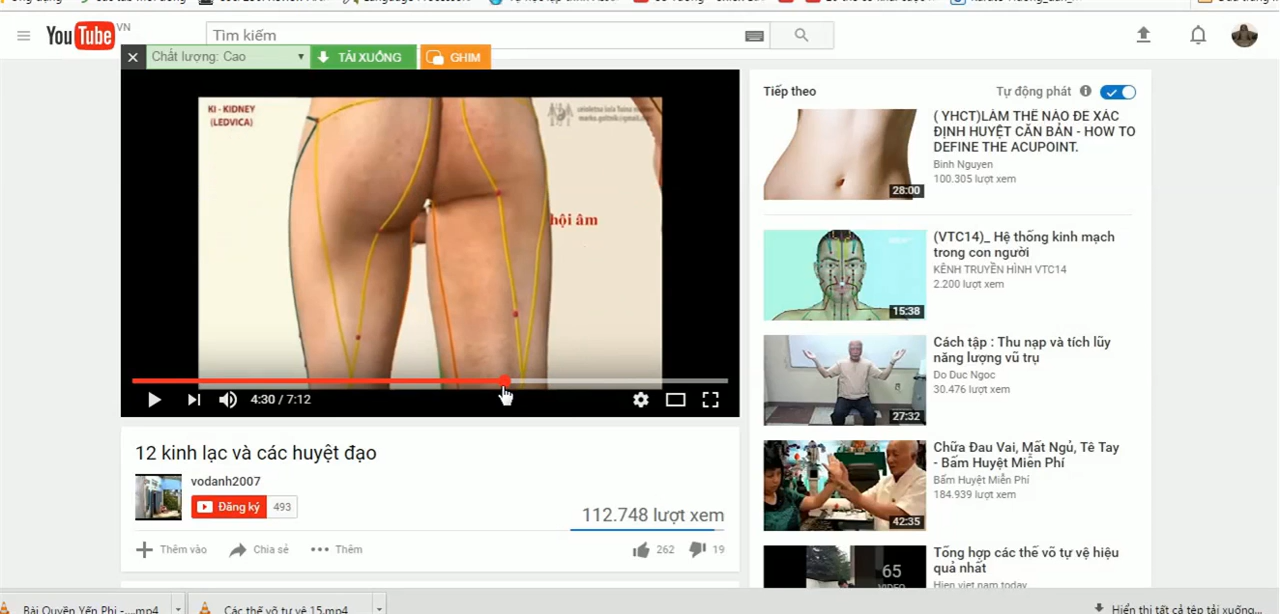 YouTube VN
Tìm kiếm
Chất lượng: Cao
TẢI XUỐNG
GHIM
KI - KIDNEY
(LEDVICA)
hội âm
4:30 / 7:12
12 kinh lạc và các huyệt đạo
vodanh2007
Đăng ký 493
112.748 lượt xem
Thêm vào
Chia sẻ
Thêm
262
19
Tiếp theo
Tự động phát
( YHCT)LÀM THẾ NÀO ĐE XÁC
ĐỊNH HUYỆT CĂN BẢN - HOW TO
DEFINE THE ACUPOINT.
Binh Nguyen
100.305 lượt xem
28:00
(VTC14)_ Hệ thống kinh mạch
trong con người
KÊNH TRUYỀN HÌNH VTC14
2.200 lượt xem
15:38
Cách tập : Thu nạp và tích lũy
năng lượng vũ trụ
Do Duc Ngoc
30.476 lượt xem
27:32
Chữa Đau Vai, Mất Ngủ, Tê Tay
- Bấm Huyệt Miễn Phí
Bấm Huyệt Miễn Phí
184.939 lượt xem
42:35
Tổng hợp các thế võ tự vệ hiệu
quả nhất
Hien viet nam today
65
VIDEO
Bài Quyền Yến Phi -....mp4
Các thế võ tự vệ 15.mp4
Hiển thị tất cả tệp tải xuống...